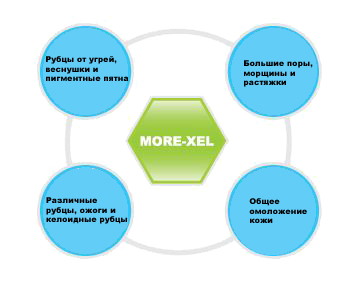 Рубцы от угрей,
веснушки и
пигментные пятна
Большие поры,
морщины и
растяжки
MORE-XEL
Различные
рубцы, ожоги и
келоидные рубцы
Общее
омоложение
кожи